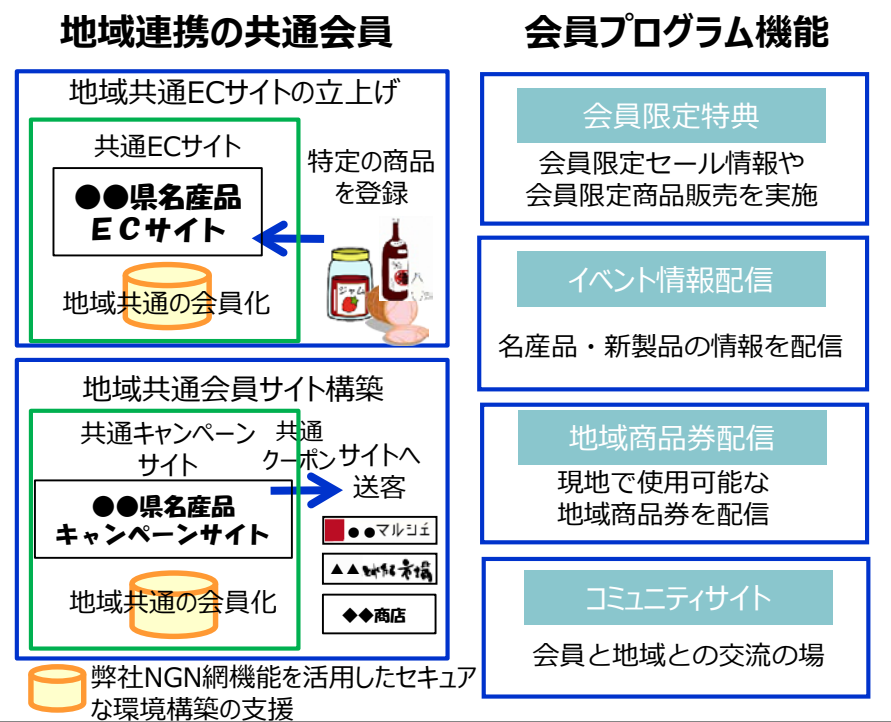 地域連携の共通会員
地域共通ECサイトの立上げ
共通ECサイト
●●県名産品
ECサイト
地域共通の会員化
特定の商品
を登録
ジャム
地域共通会員サイト構築
共通キャンペーン
サイト
●●県名産品
キャンペーンサイト
地域共通の会員化
共通
クーポン
サイトへ
送客
●●マルシェ
▲▲地稲市場
◆◆商店
弊社NGN網機能を活用したセキュア
な環境構築の支援
会員プログラム機能
会員限定特典
会員限定セール情報や
会員限定商品販売を実施
イベント情報配信
名産品・新製品の情報を配信
地域商品券配信
現地で使用可能な
地域商品券を配信
コミュニティサイト
会員と地域との交流の場